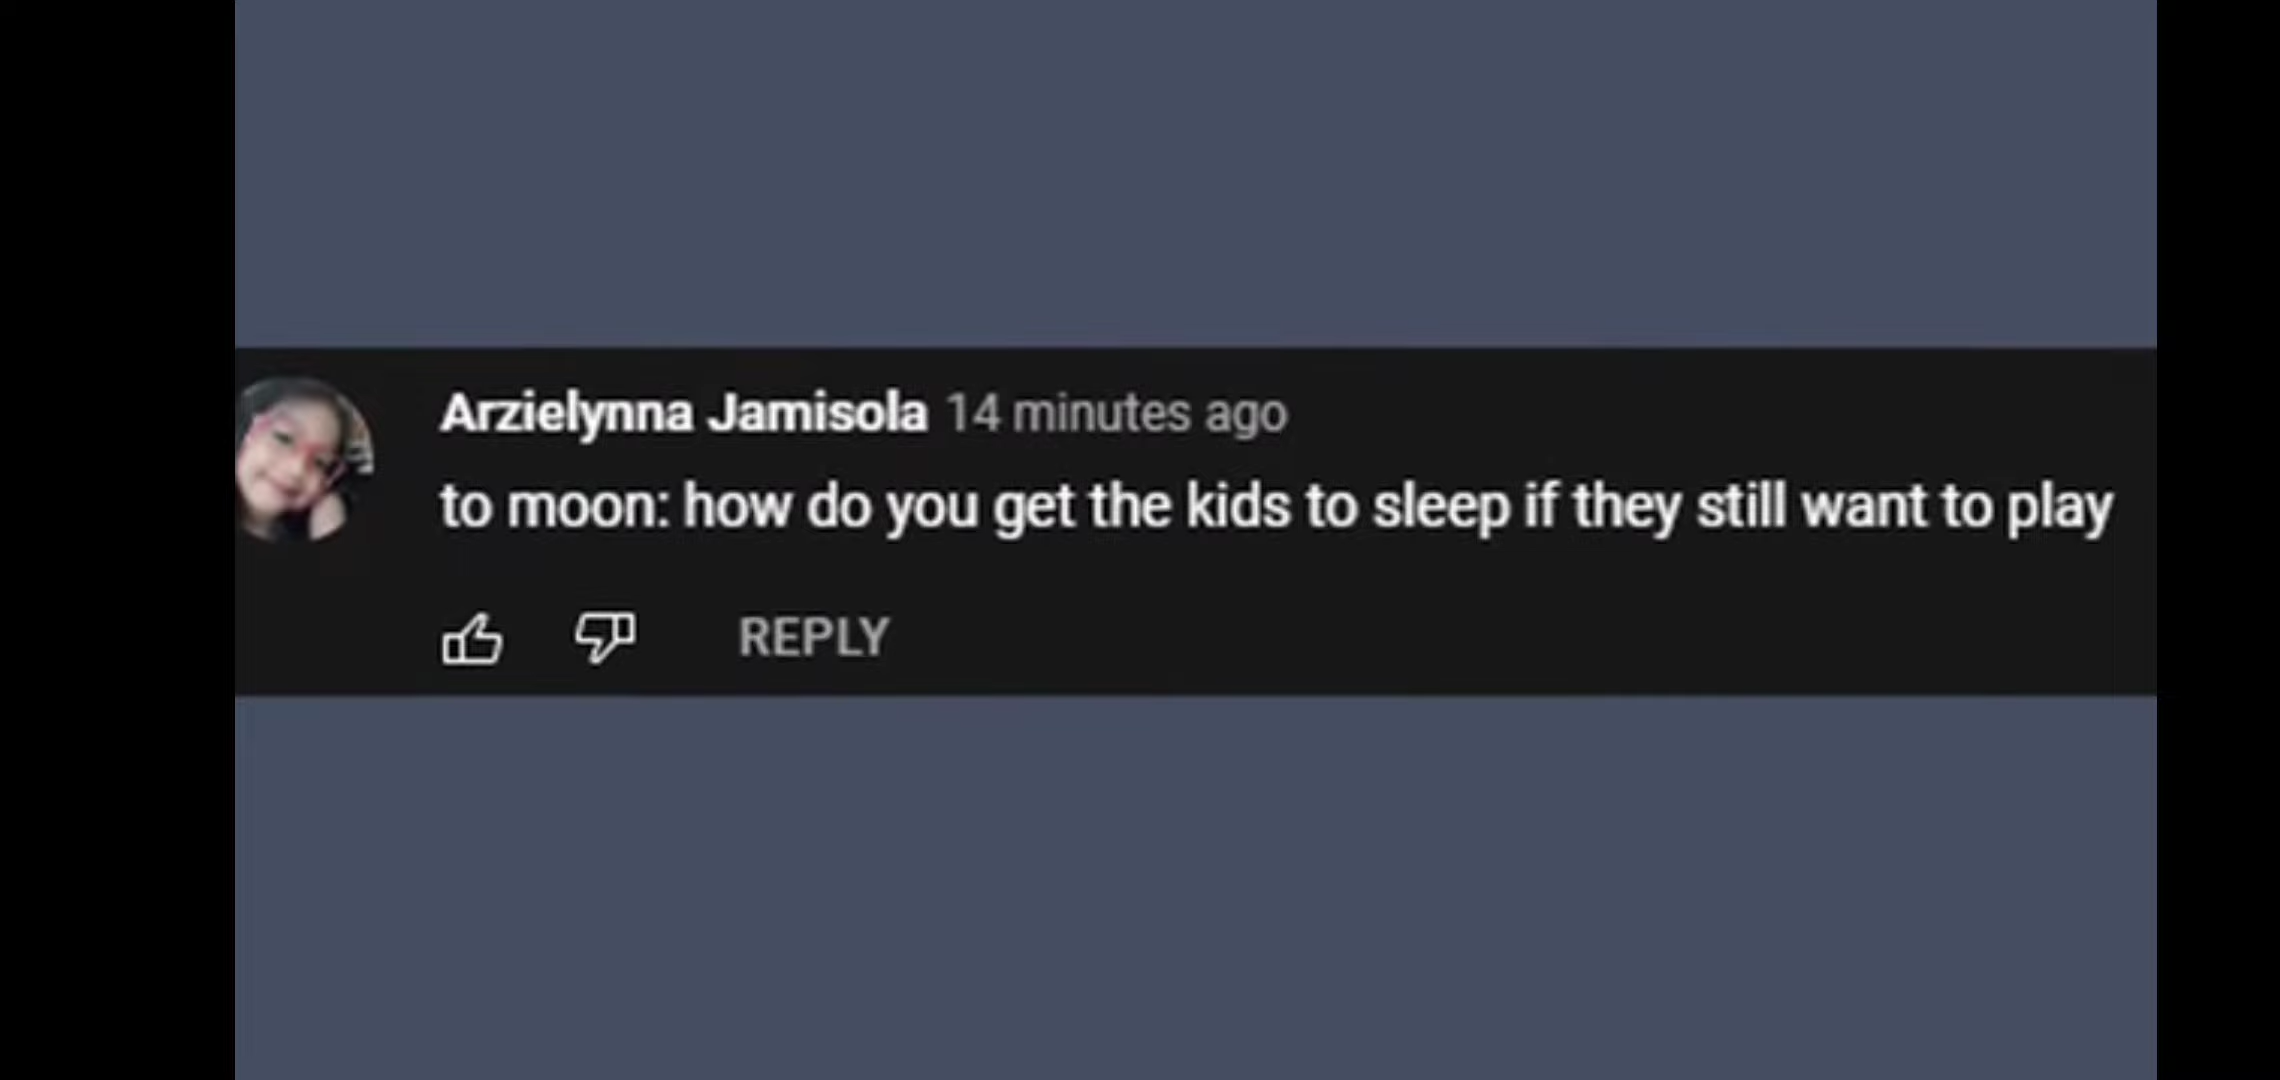 Arzielynna Jamisola 14 minutes ago
to moon: how do you get the kids to sleep if they still want to play
REPLY